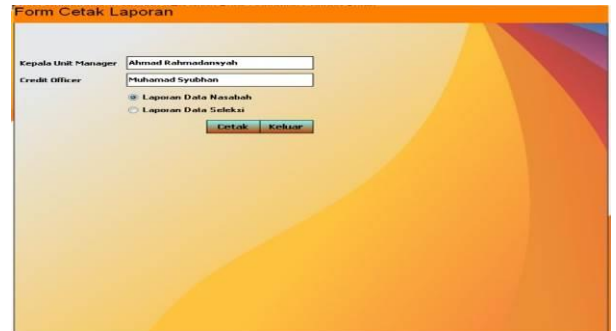 Form Cetak Laporan
Kepala Unit Manager Ahmad Rahmadansyah
Credit Officer Muhamad Syubhan
Laporan Data Nasabah
Laporan Data Seleksi
Cetak Keluar